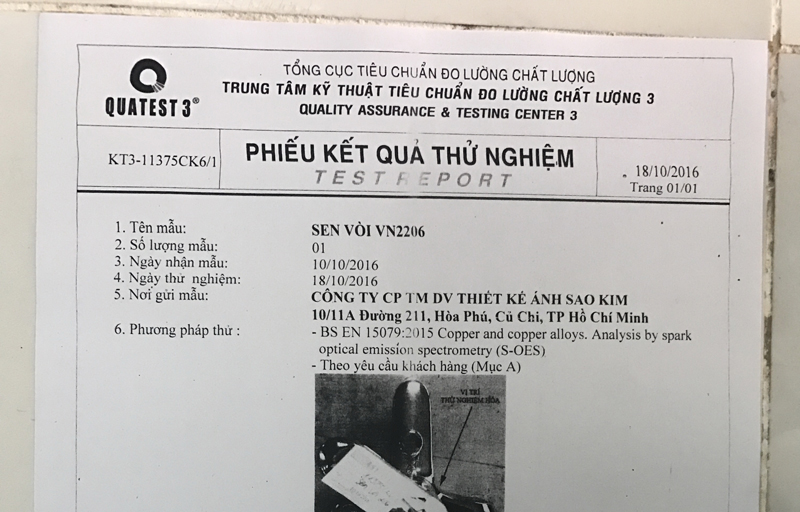 TỔNG CỤC TIÊU CHUẨN ĐO LƯỜNG CHẤT LƯỢNG
TRUNG TÂM KỸ THUẬT TIÊU CHUẨN ĐO LƯỜNG CHẤT LƯỢNG 3
QUALITY ASSURANCE & TESTING CENTER 3
QUATEST 3®
KT3-11375CK6/1
PHIẾU KẾT QUẢ THỬ NGHIỆM
TEST REPORT
18/10/2016
Trang 01/01
1. Tên mẫu: SEN VÒI VN2206
2. Số lượng mẫu: 01
3. Ngày nhận mẫu: 10/10/2016
4. Ngày thử nghiệm: 18/10/2016
5. Nơi gửi mẫu: CÔNG TY CP TM DV THIẾT KẾ ÁNH SAO KIM
10/11A Đường 211, Hòa Phú, Củ Chi, TP Hồ Chí Minh
6. Phương pháp thử : - BS EN 15079:2015 Copper and copper alloys. Analysis by spark
optical emission spectrometry (S-OES)
- Theo yêu cầu khách hàng (Mục A)
VỊ TRÍ
THỬ NGHIỆM HÓA